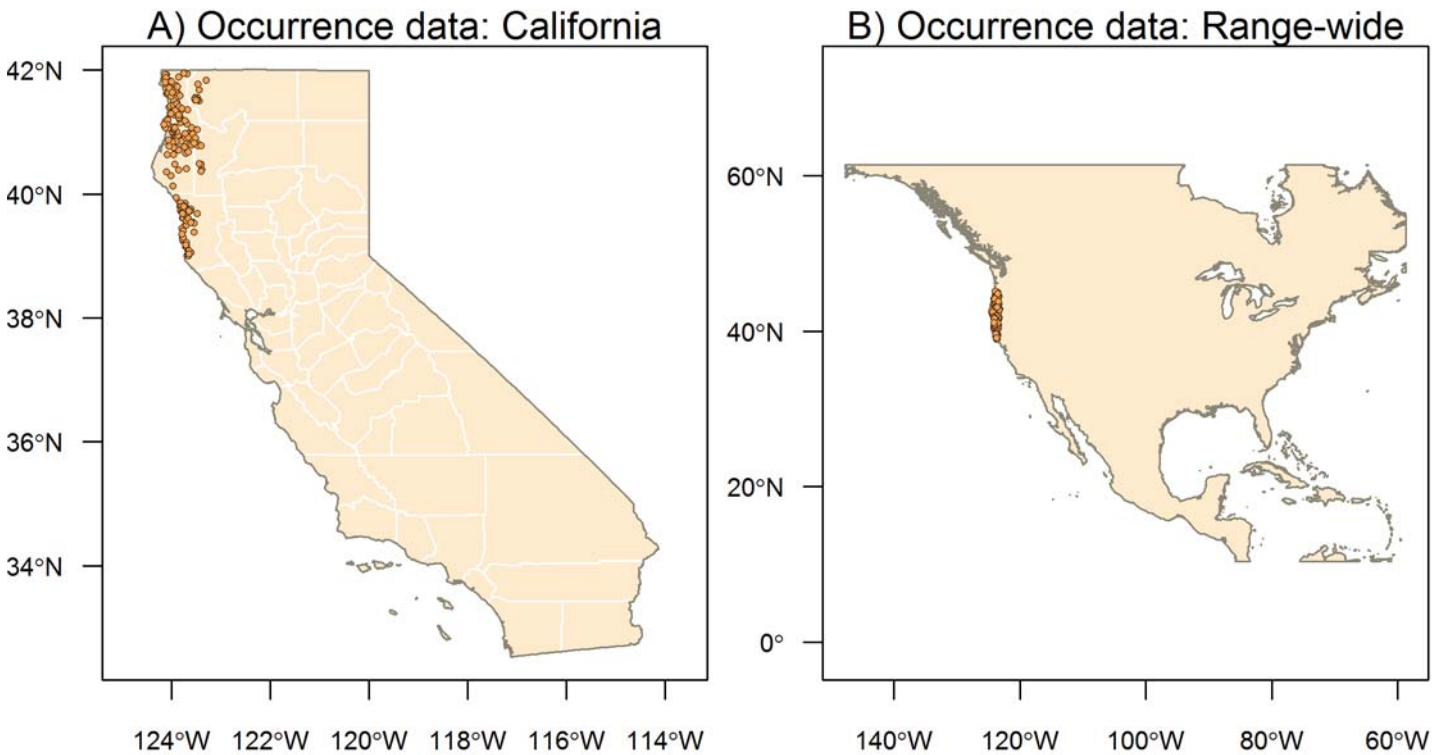 A) Occurrence data: California
42°N
40°N
38°N
36°N
34°N
124°W 122°W 120°W 118°W 116°W 114°W
B) Occurrence data: Range-wide
60°N
40°N
20°N
0°
140°W 120°W 100°W 80°W 60°W